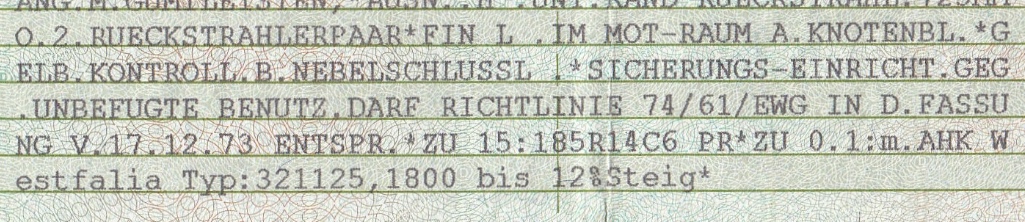 O.2.RUECKSTRAHLERPAAR*FIN L .IM MOT-RAUM A.KNOTENBL.*G
ELB.KONTROLL.B.NEBELSCHLUSSL .*SICHERUNGS-EINRICHT.GEG
.UNBEFUGTE BENUTZ.DARF RICHTLINIE 74/61/EWG IN D.FASSU
NG V.17.12.73 ENTSPR.*ZU 15:185R14C6 PR*ZU 0.1:m.AHK W
estfalia Typ:321125,1800 bis 12%Steig*